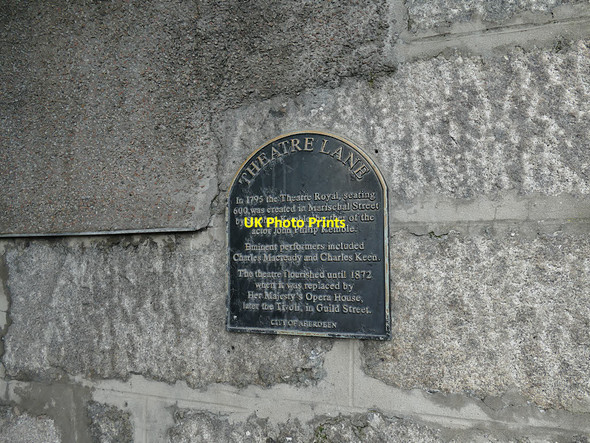 THEATRE LANE
In 1795 the Theatre Royal, seating
600, was created in Marischal Street
by of the
UK Photo Prints
actor John Philip Kemble.
Eminent performers included
Charles Macready and Charles Keen.
The theatre flourished until 1872
when it was replaced by
Her Majesty's Opera House,
later the Tivoli, in Guild Street.
CITY OF ABERDEEN